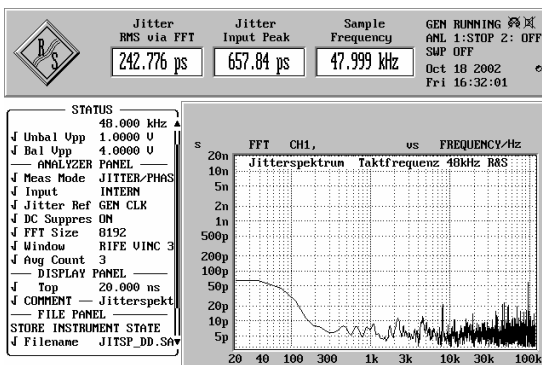 R S
Jitter
RMS via FFT
242.776 ps
Jitter
Input Peak
657.84 ps
Sample
Frequency
47.999 kHz
GEN RUNNING
ANL 1:STOP 2: OFF
SWP OFF
Oct 18 2002
Fri 16:32:01
STATUS
48.000 kHz
Unbal Vpp 1.0000 V
Bal Vpp 4.0000 V
ANALYZER PANEL
Meas Mode JITTER/PHAS
Input INTERN
Jitter Ref GEN CLK
DC Suppres ON
FFT Size 8192
Window RIFE VINC 3
Avg Count 3
DISPLAY PANEL
Top 20.000 ns
COMMENT — Jitterspekt
FILE PANEL
STORE INSTRUMENT STATE
Filename JITSP_DD.SA
s FFT CH1, vs FREQUENCY/Hz
Jitterspektrum Taktfrequenz 48kHz R&S
20n
10n
5n
2n
1n
500p
200p
100p
50p
20p
10p
5p
20 40 100 300 1k 3k 10k 30k 100k